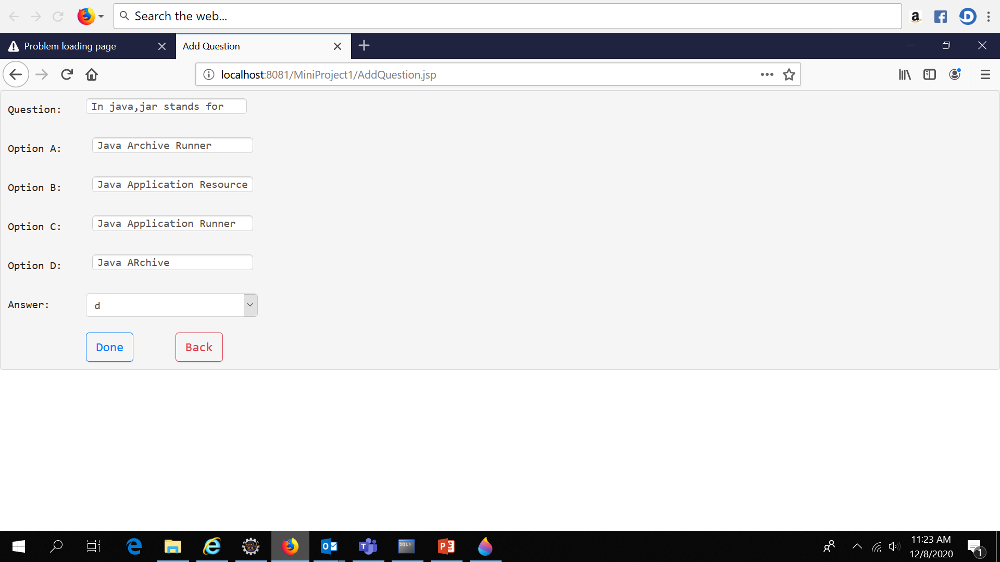 Search the web...
Problem loading page
Add Question
localhost:8081/MiniProject1/AddQuestion.jsp
Question: In java,jar stands for
Option A: Java Archive Runner
Option B: Java Application Resource
Option C: Java Application Runner
Option D: Java ARchive
Answer: d
Done Back
11:23 AM
12/8/2020
1